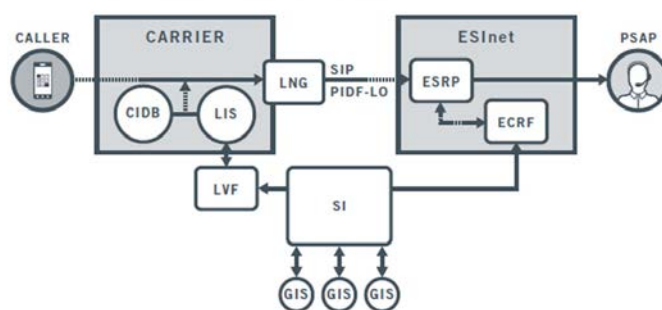 CALLER
CARRIER
ESInet
PSAP
LNG
SIP
PIDF-LO
ESRP
CIDB
LIS
ECRF
LVF
SI
GIS
GIS
GIS